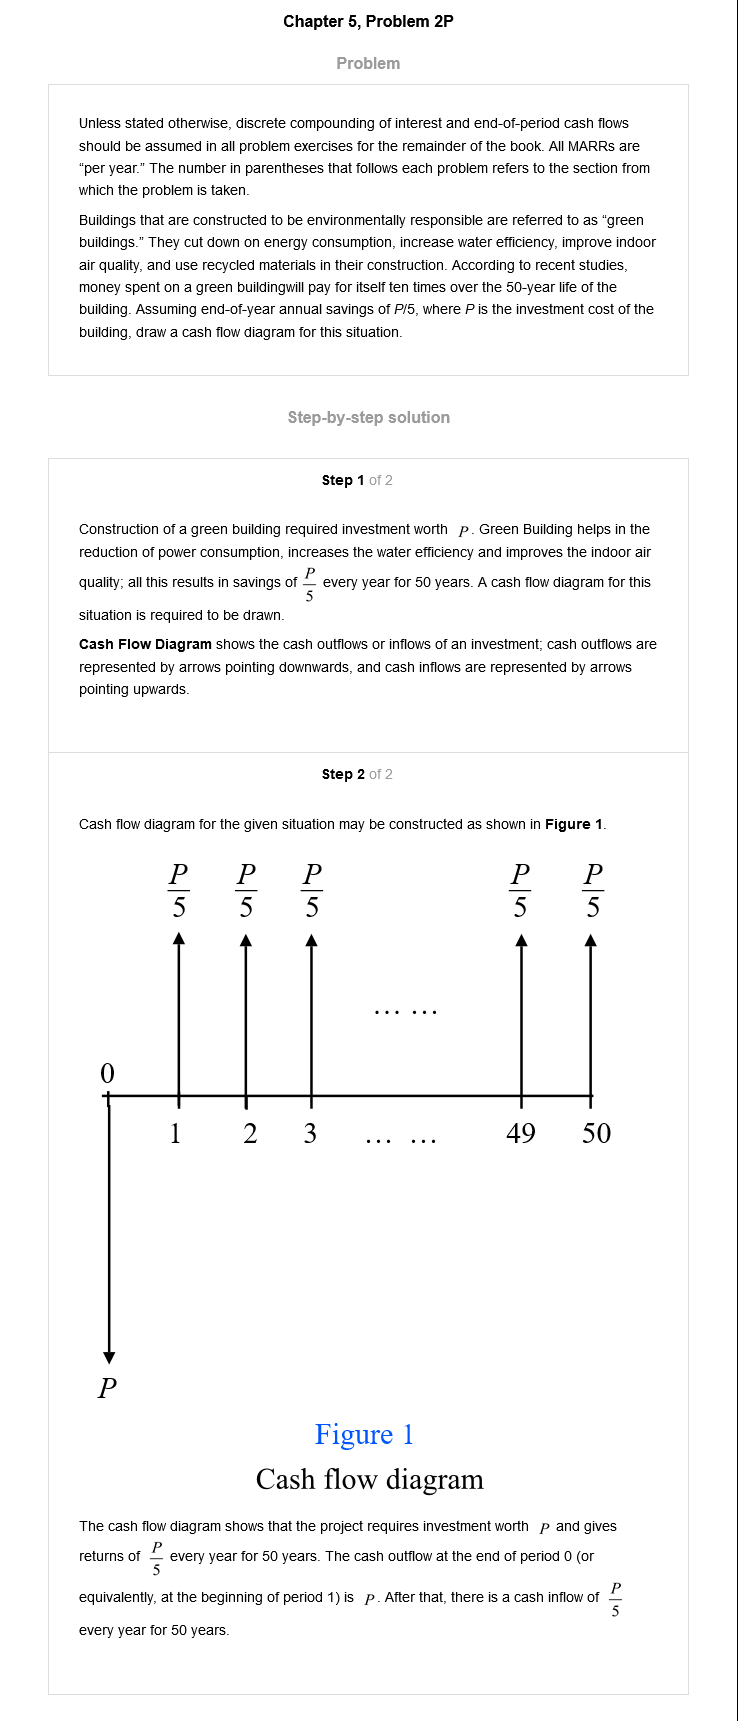 Chapter 5, Problem 2P
Problem
Unless stated otherwise, discrete compounding of interest and end-of-period cash flows
should be assumed in all problem exercises for the remainder of the book. All MARRs are
“per year.” The number in parentheses that follows each problem refers to the section from
which the problem is taken.
Buildings that are constructed to be environmentally responsible are referred to as “green
buildings.” They cut down on energy consumption, increase water efficiency, improve indoor
air quality, and use recycled materials in their construction. According to recent studies,
money spent on a green buildingwill pay for itself ten times over the 50-year life of the
building. Assuming end-of-year annual savings of P/5, where P is the investment cost of the
building, draw a cash flow diagram for this situation.
Step-by-step solution
Step 1 of 2
Construction of a green building required investment worth P. Green Building helps in the
reduction of power consumption, increases the water efficiency and improves the indoor air
quality; all this results in savings of P/5 every year for 50 years. A cash flow diagram for this
situation is required to be drawn.
Cash Flow Diagram shows the cash outflows or inflows of an investment; cash outflows are
represented by arrows pointing downwards, and cash inflows are represented by arrows
pointing upwards.
Step 2 of 2
Cash flow diagram for the given situation may be constructed as shown in Figure 1.
P/5 P/5 P/5 P/5 P/5
... ...
0
1 2 3 ... ... 49 50
P
Figure 1
Cash flow diagram
The cash flow diagram shows that the project requires investment worth P and gives
returns of P/5 every year for 50 years. The cash outflow at the end of period 0 (or
equivalently, at the beginning of period 1) is P. After that, there is a cash inflow of P/5
every year for 50 years.